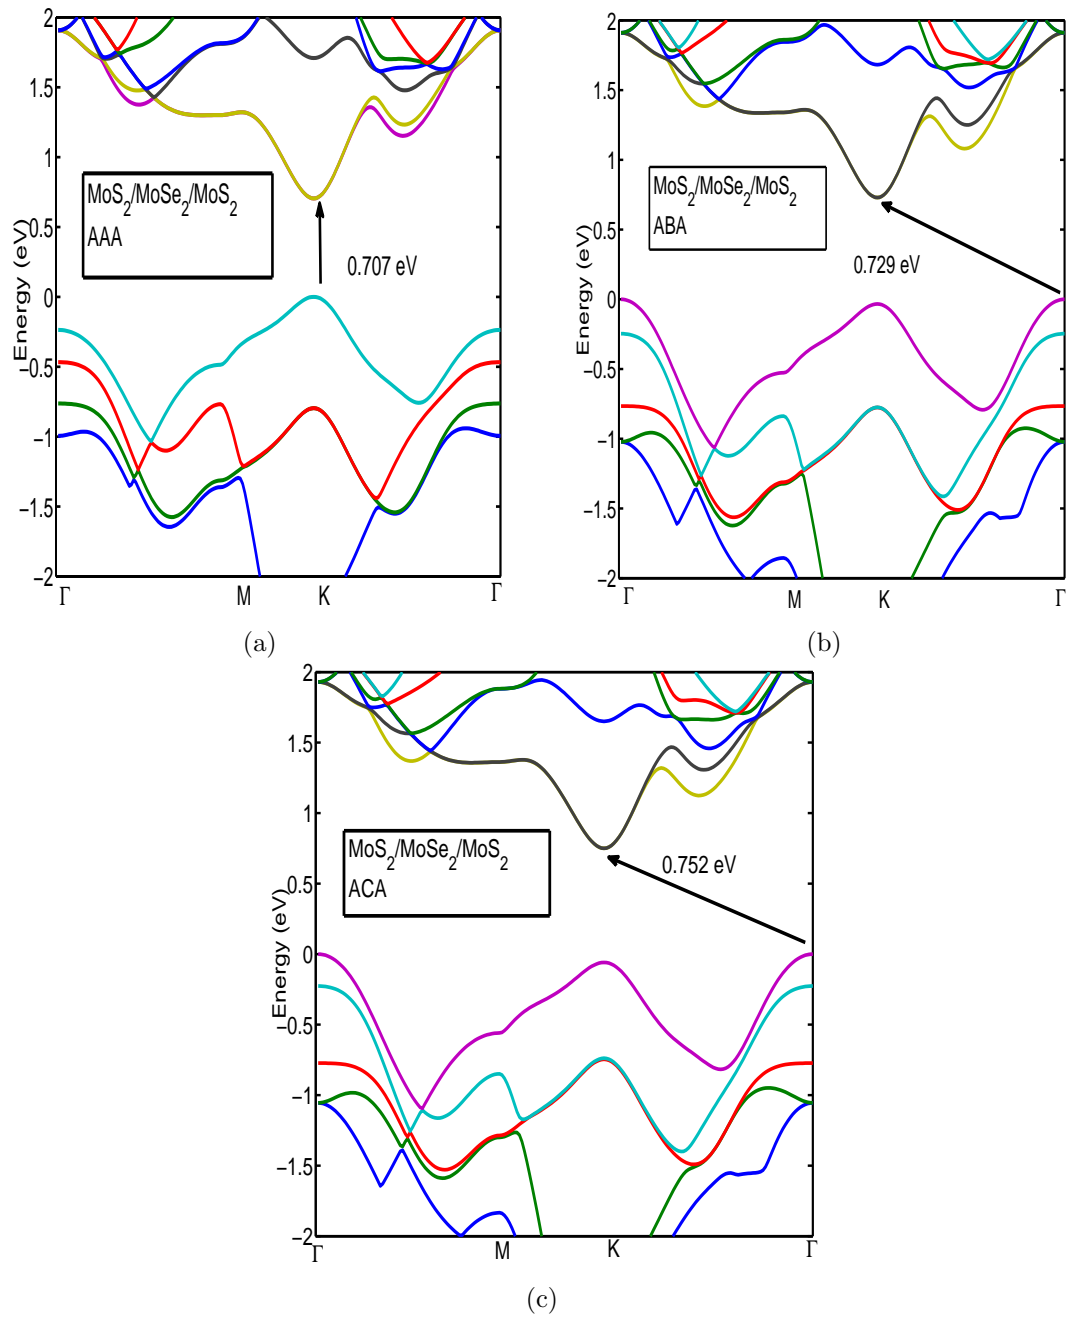 2
1.5
1
0.5
0
−0.5
−1
−1.5
−2
Energy (eV)
MoS2/MoSe2/MoS2
AAA
0.707 eV
Γ M K Γ
(a)
2
1.5
1
0.5
0
−0.5
−1
−1.5
−2
Energy (eV)
MoS2/MoSe2/MoS2
ABA
0.729 eV
Γ M K Γ
(b)
2
1.5
1
0.5
0
−0.5
−1
−1.5
−2
Energy (eV)
MoS2/MoSe2/MoS2
ACA
0.752 eV
Γ M K Γ
(c)